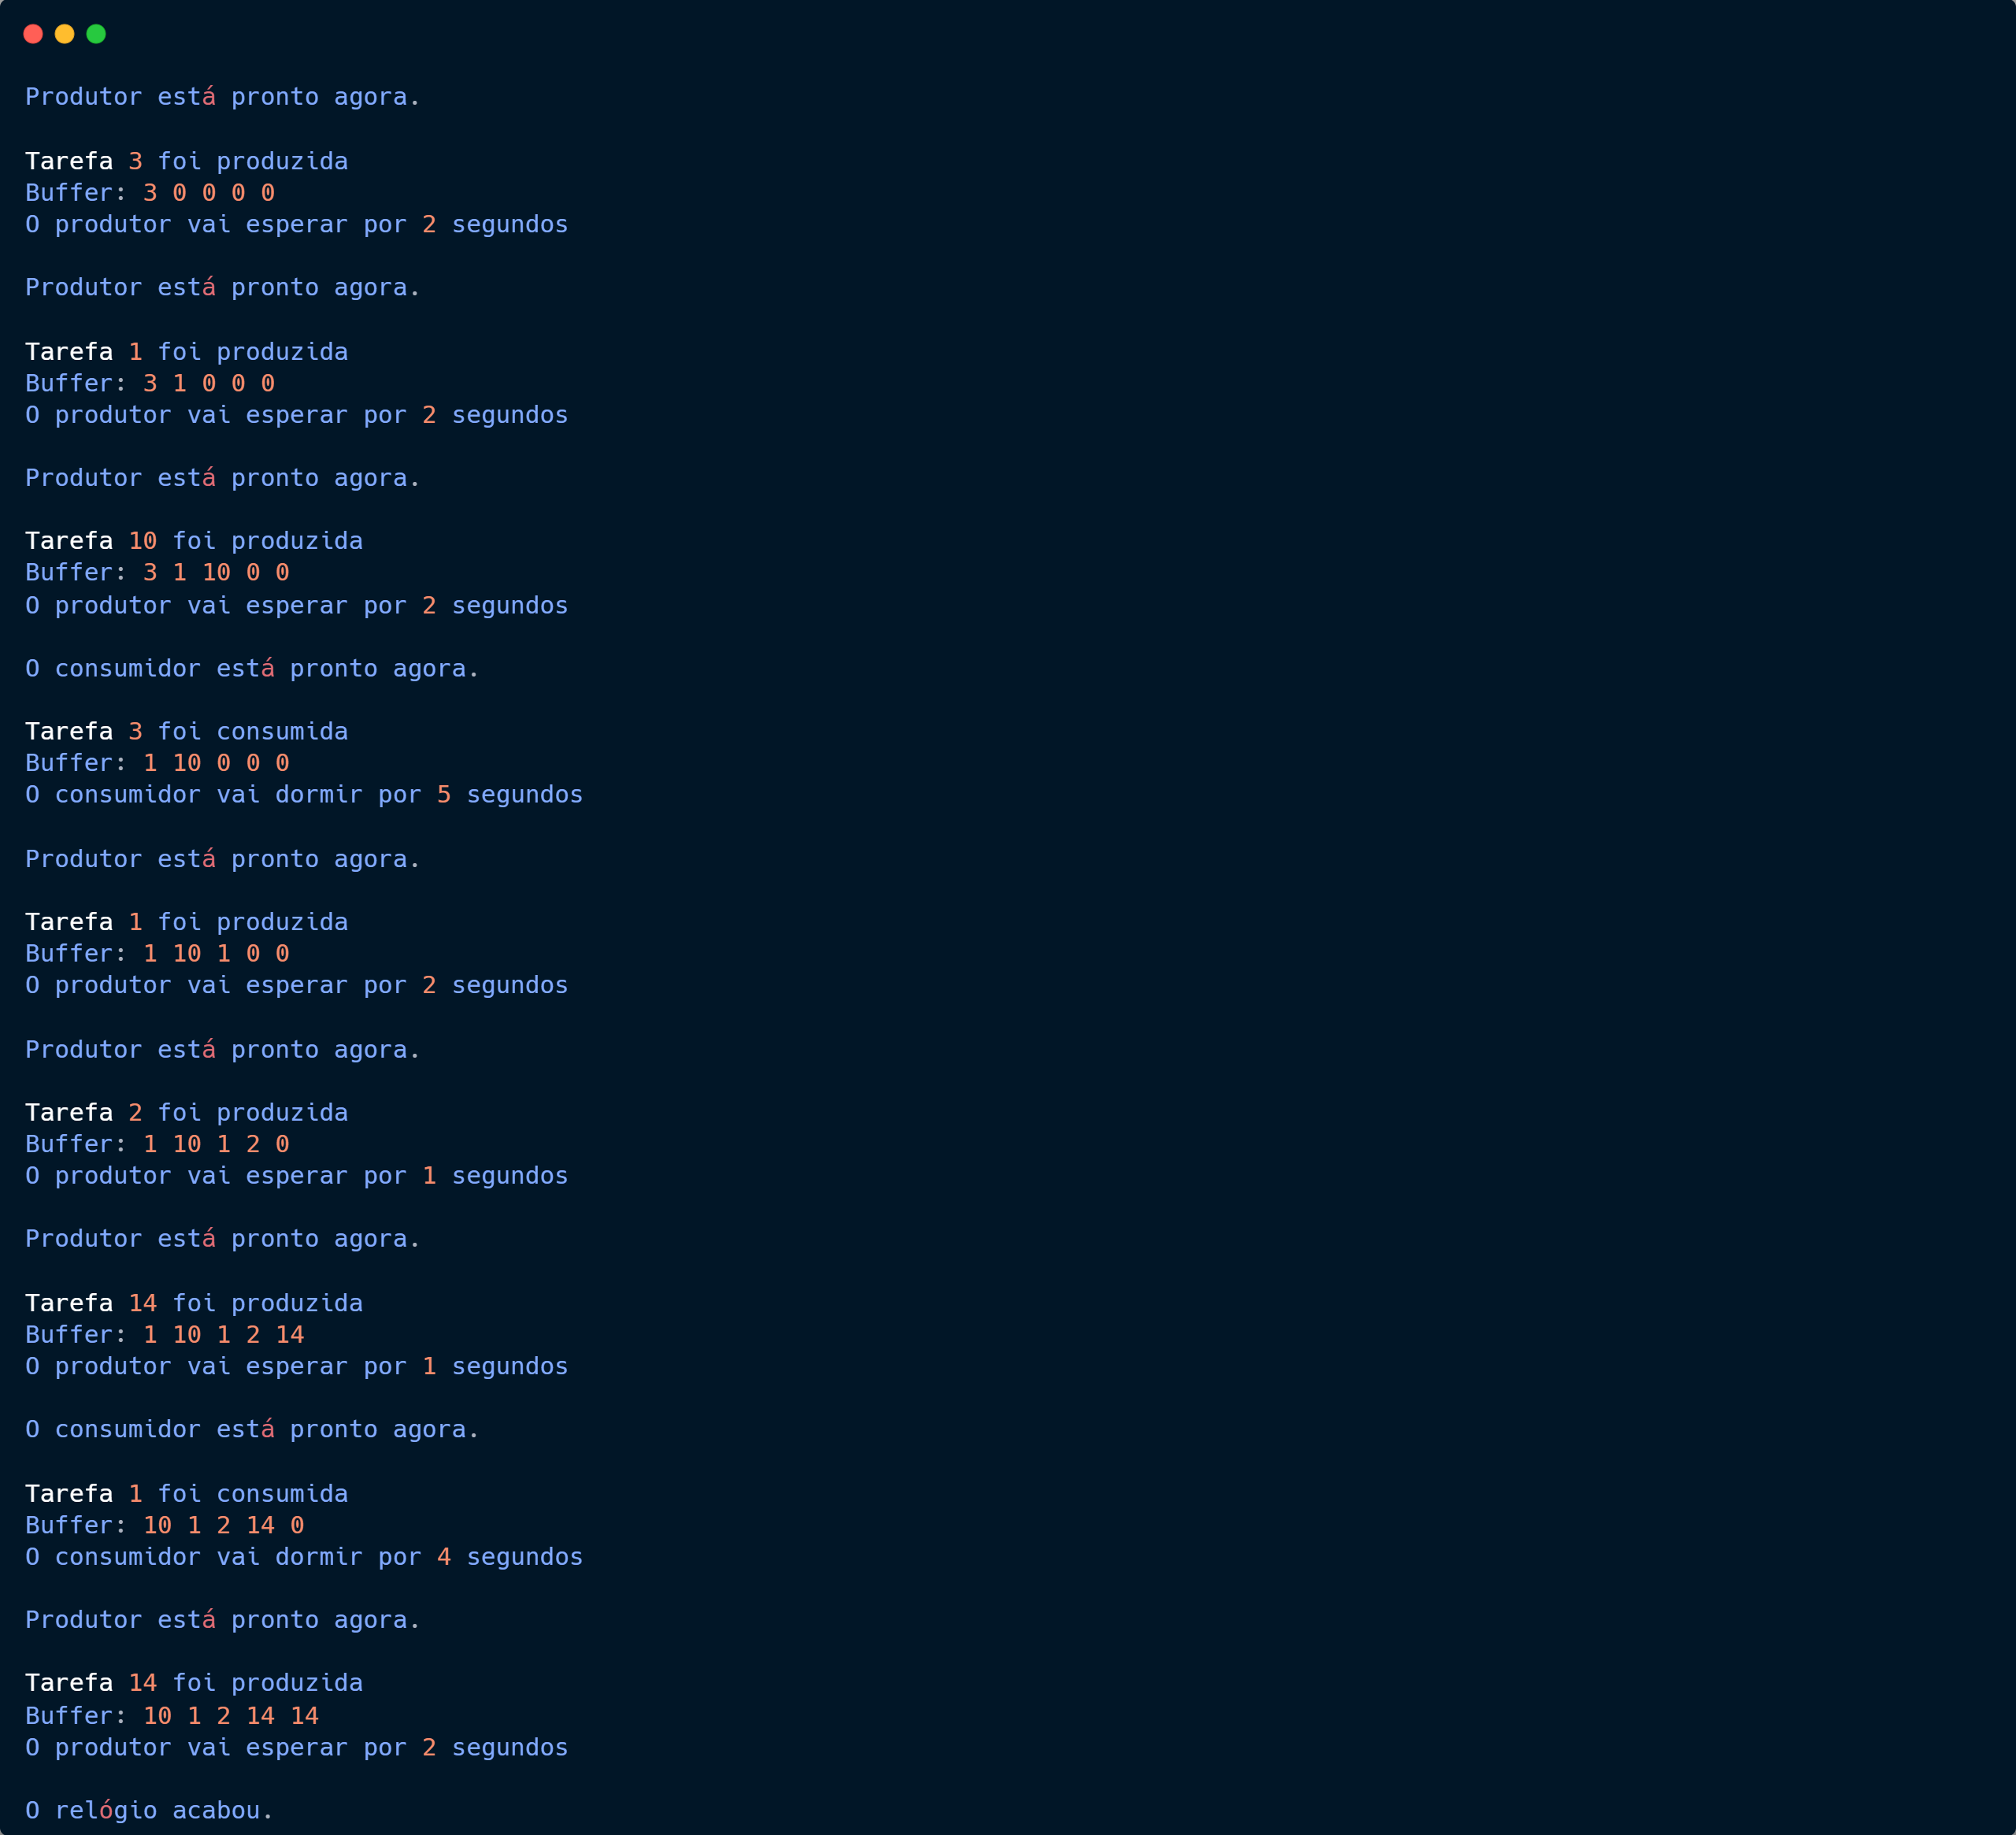 Produtor está pronto agora.
Tarefa 3 foi produzida
Buffer: 3 0 0 0 0
O produtor vai esperar por 2 segundos
Produtor está pronto agora.
Tarefa 1 foi produzida
Buffer: 3 1 0 0 0
O produtor vai esperar por 2 segundos
Produtor está pronto agora.
Tarefa 10 foi produzida
Buffer: 3 1 10 0 0
O produtor vai esperar por 2 segundos
O consumidor está pronto agora.
Tarefa 3 foi consumida
Buffer: 1 10 0 0 0
O consumidor vai dormir por 5 segundos
Produtor está pronto agora.
Tarefa 1 foi produzida
Buffer: 1 10 1 0 0
O produtor vai esperar por 2 segundos
Produtor está pronto agora.
Tarefa 2 foi produzida
Buffer: 1 10 1 2 0
O produtor vai esperar por 1 segundos
Produtor está pronto agora.
Tarefa 14 foi produzida
Buffer: 1 10 1 2 14
O produtor vai esperar por 1 segundos
O consumidor está pronto agora.
Tarefa 1 foi consumida
Buffer: 10 1 2 14 0
O consumidor vai dormir por 4 segundos
Produtor está pronto agora.
Tarefa 14 foi produzida
Buffer: 10 1 2 14 14
O produtor vai esperar por 2 segundos
O relógio acabou.